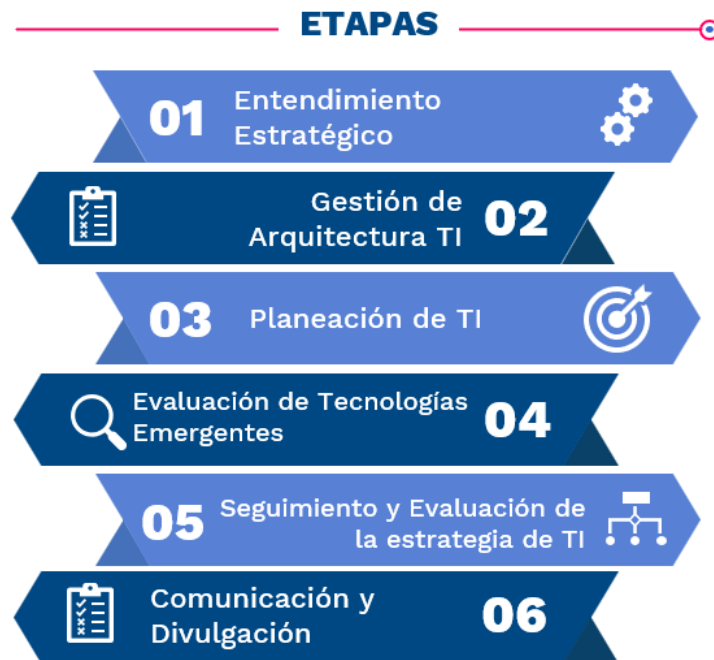 ETAPAS
01
Entendimiento
Estratégico
Gestión de
Arquitectura TI
02
03
Planeación de TI
Evaluación de Tecnologías
Emergentes
04
05
Seguimiento y Evaluación de
la estrategia de TI
Comunicación y
Divulgación
06